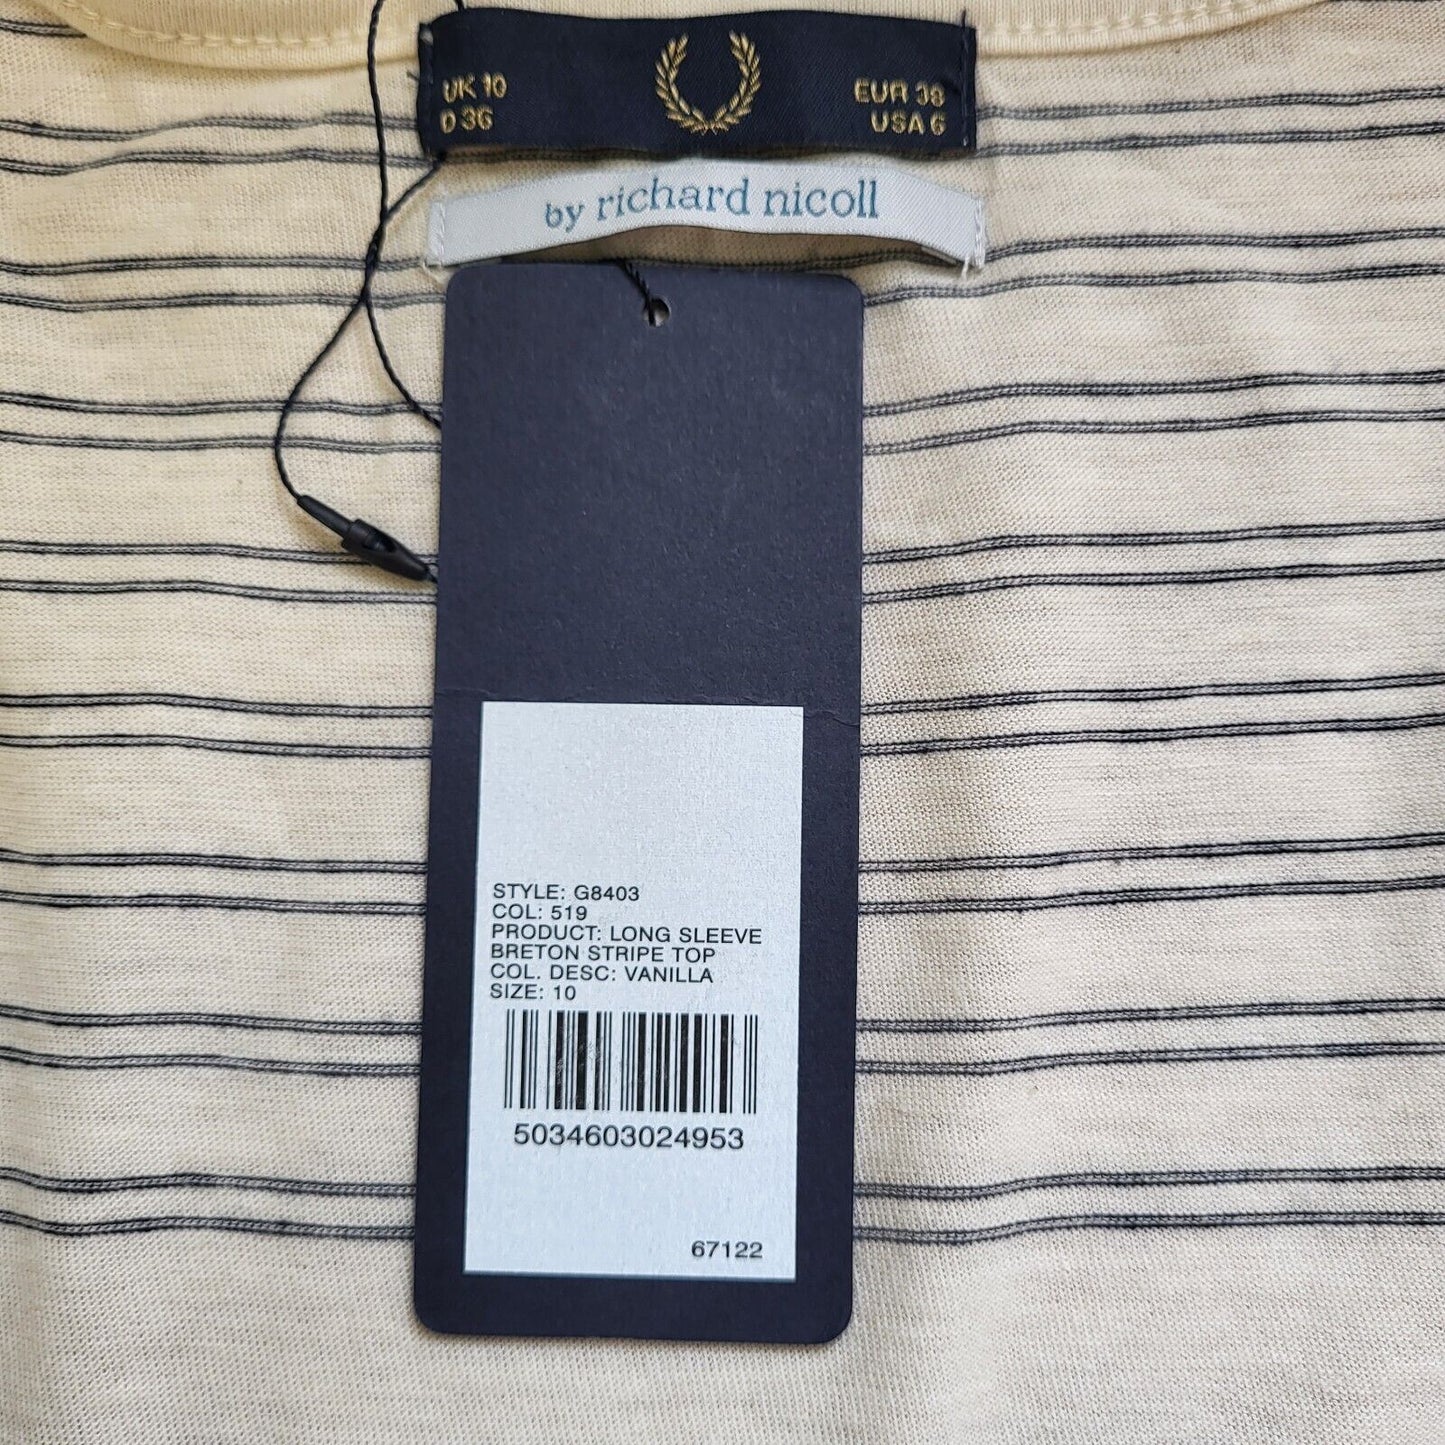 UK 10 EUR 38
D 36 USA 6
by richard nicoll
STYLE: G8403
COL: 519
PRODUCT: LONG SLEEVE
BRETON STRIPE TOP
COL. DESC: VANILLA
SIZE: 10
5034603024953
67122